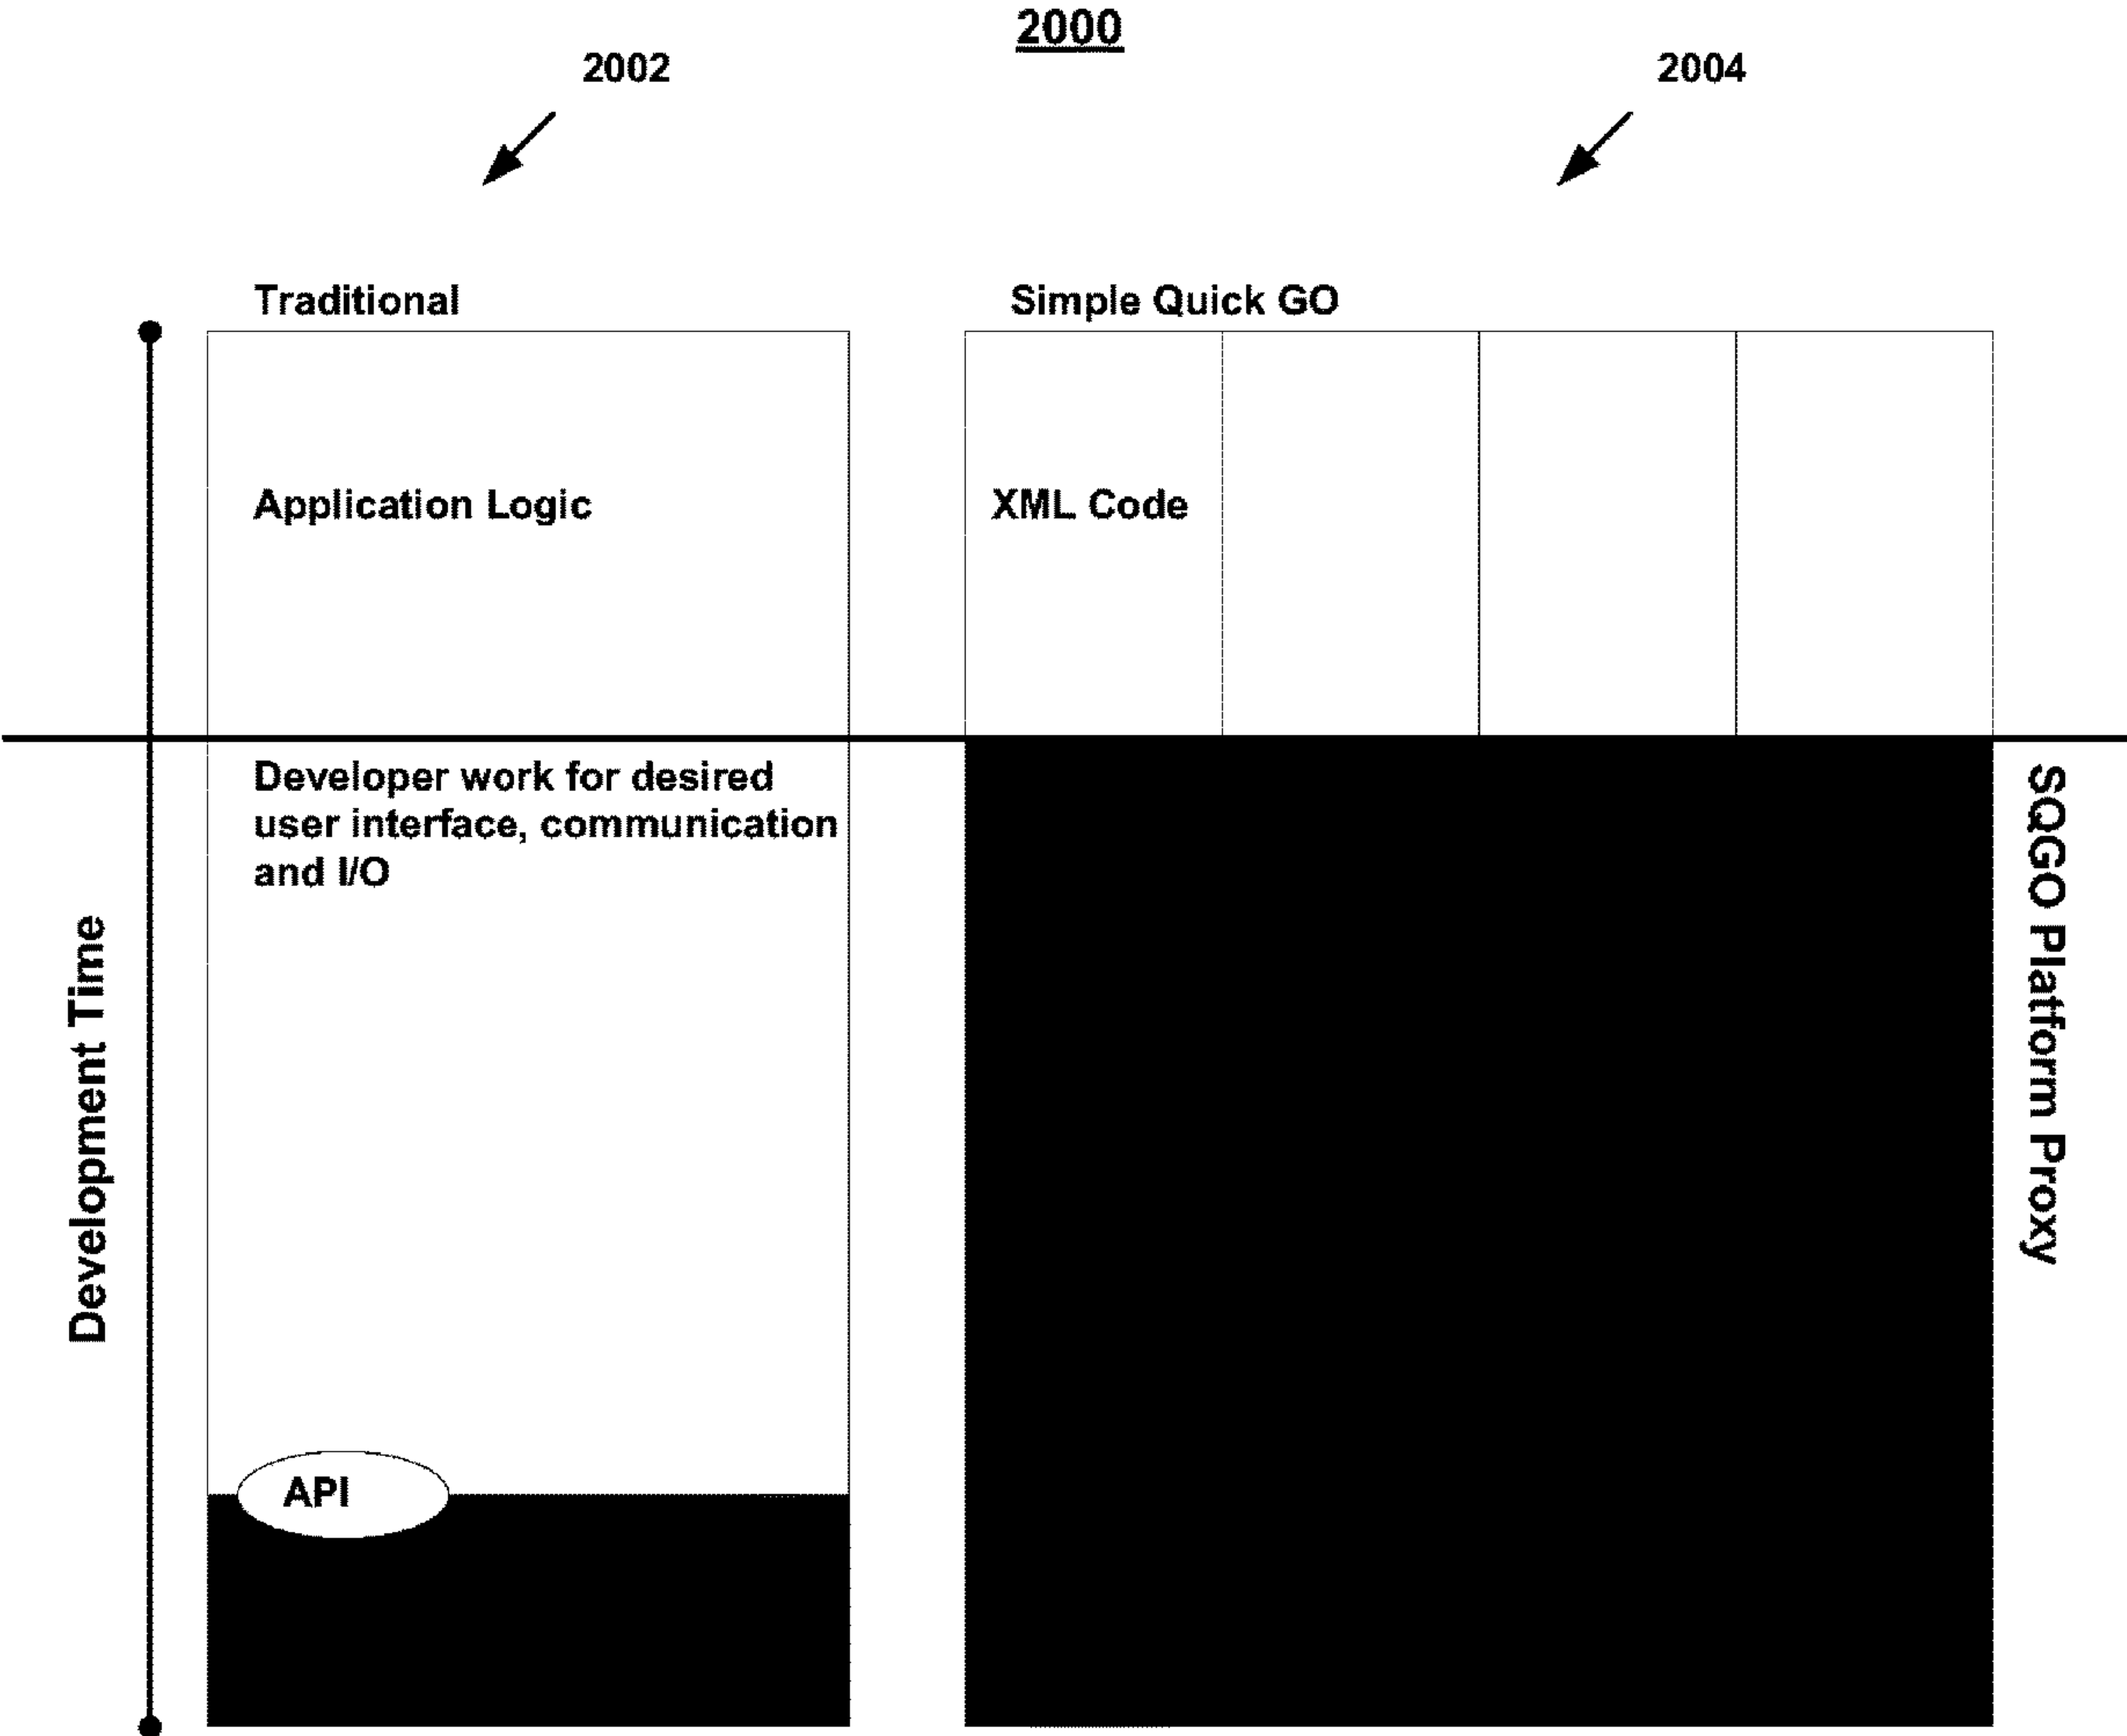 2000
2002
2004
Traditional
Simple Quick GO
Application Logic
XML Code
Developer work for desired
user interface, communication
and I/O
Development Time
SQGO Platform Proxy
API